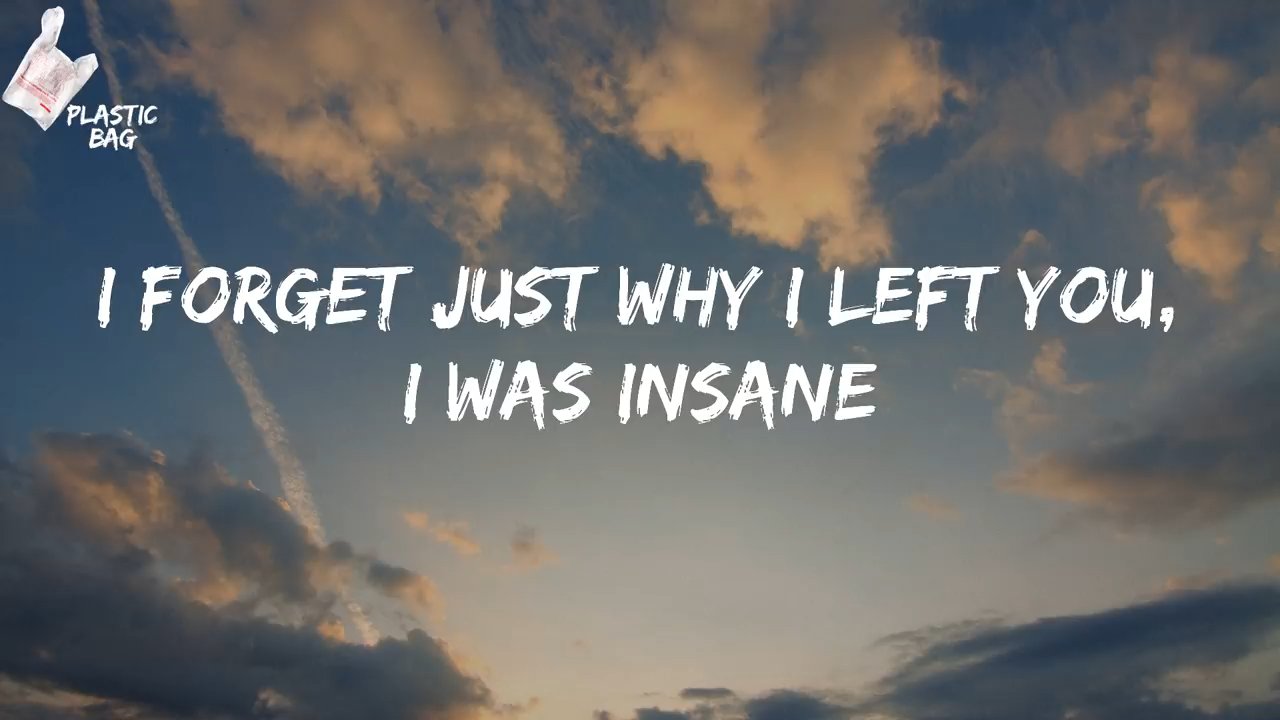 PLASTIC
BAG
I FORGET JUST WHY I LEFT YOU,
I WAS INSANE